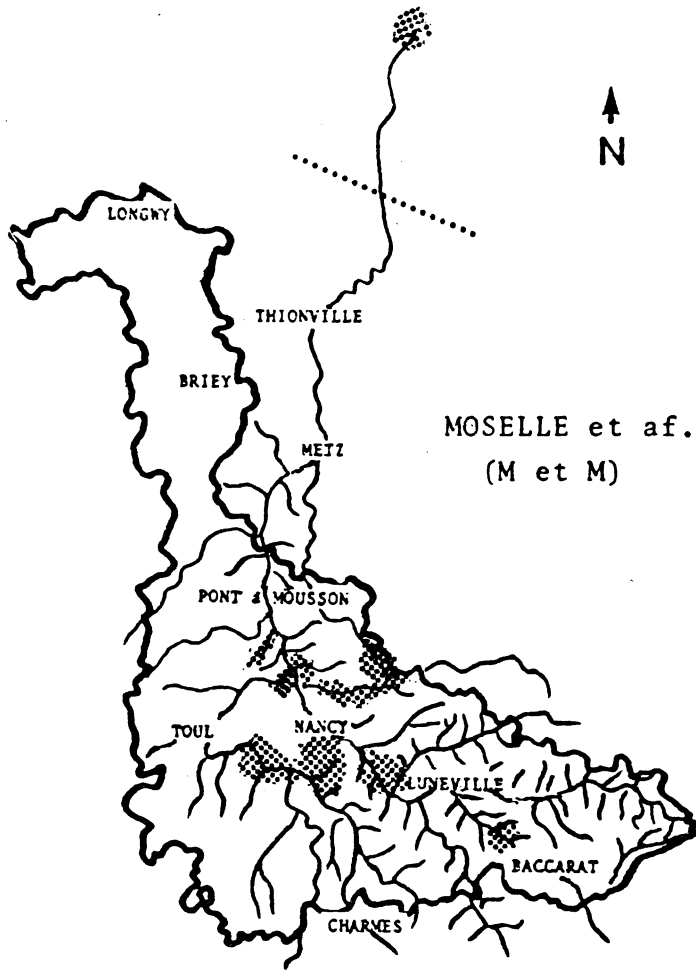 N
LONGWY
THIONVILLE
BRIEY
MOSELLE et af.
METZ
(M et M)
PONT à MOUSSON
TOUL
NANCY
LUNEVILLE
BACCARAT
CHARMES